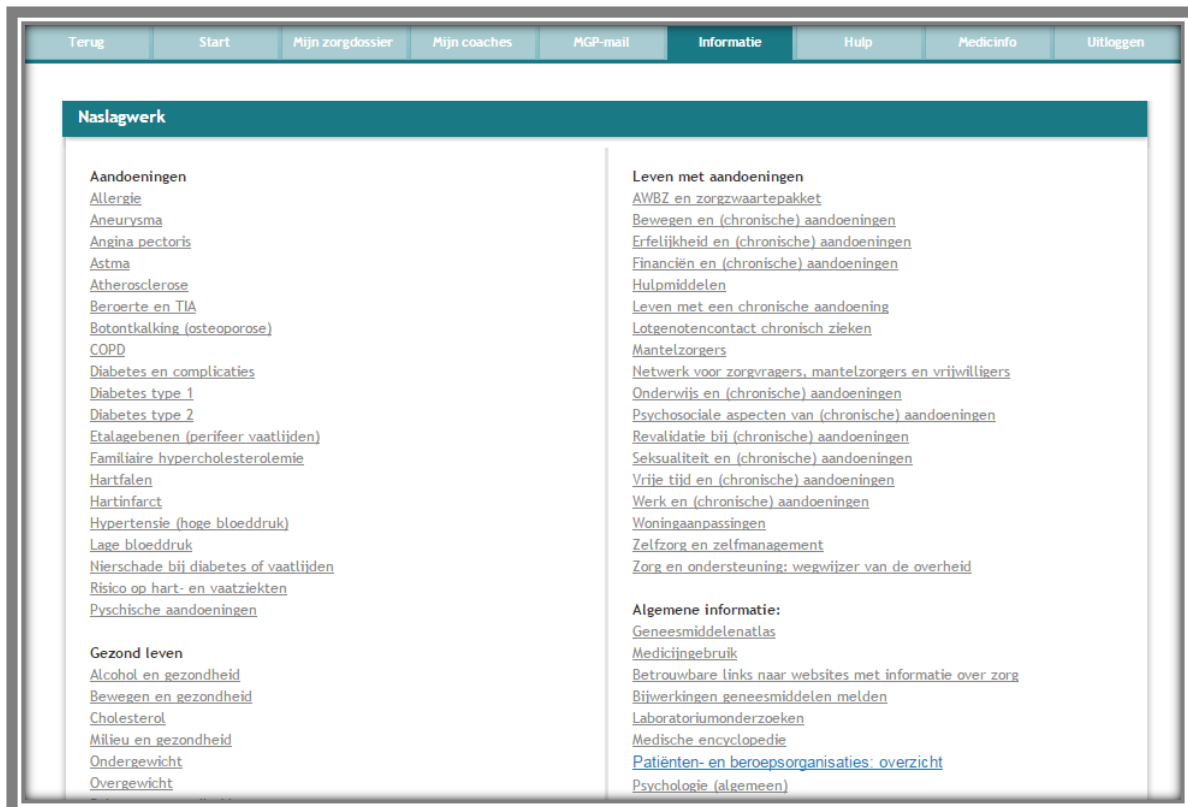 Terug Start Mijn zorgdossier Mijn coaches MGP-mail Informatie Hulp Medicinfo Uitloggen
Naslagwerk
Aandoeningen
Allergie
Aneurysma
Angina pectoris
Astma
Atherosclerose
Beroerte en TIA
Botontkalking (osteoporose)
COPD
Diabetes en complicaties
Diabetes type 1
Diabetes type 2
Etalagebenen (perifeer vaatlijden)
Familiaire hypercholesterolemie
Hartfalen
Hartinfarct
Hypertensie (hoge bloeddruk)
Lage bloeddruk
Nierschade bij diabetes of vaatlijden
Risico op hart- en vaatziekten
Pyschische aandoeningen
Gezond leven
Alcohol en gezondheid
Bewegen en gezondheid
Cholesterol
Milieu en gezondheid
Ondergewicht
Overgewicht
Leven met aandoeningen
AWBZ en zorgzwaartepakket
Bewegen en (chronische) aandoeningen
Erfelijkheid en (chronische) aandoeningen
Financiën en (chronische) aandoeningen
Hulpmiddelen
Leven met een chronische aandoening
Lotgenotencontact chronisch zieken
Mantelzorgers
Netwerk voor zorgvragers, mantelzorgers en vrijwilligers
Onderwijs en (chronische) aandoeningen
Psychosociale aspecten van (chronische) aandoeningen
Revalidatie bij (chronische) aandoeningen
Seksualiteit en (chronische) aandoeningen
Vrije tijd en (chronische) aandoeningen
Werk en (chronische) aandoeningen
Woningaanpassingen
Zelfzorg en zelfmanagement
Zorg en ondersteuning: wegwijzer van de overheid
Algemene informatie:
Geneesmiddelenatlas
Medicijngebruik
Betrouwbare links naar websites met informatie over zorg
Bijwerkingen geneesmiddelen melden
Laboratoriumonderzoeken
Medische encyclopedie
Patiënten- en beroepsorganisaties: overzicht
Psychologie (algemeen)